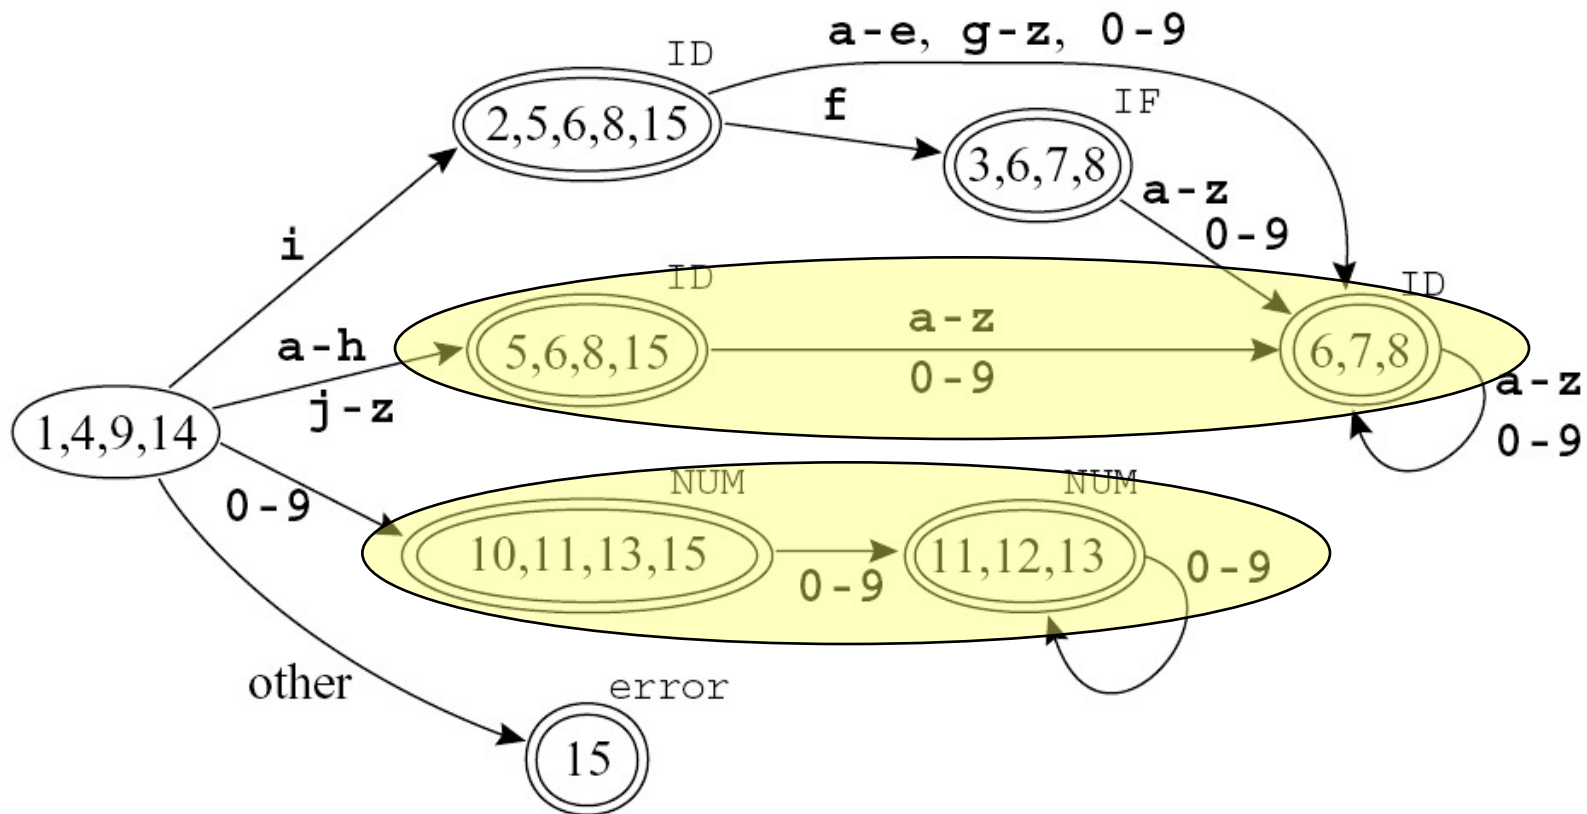 a-e, g-z, 0-9
ID
f
IF
2,5,6,8,15
3,6,7,8
a-z
0-9
i
ID
ID
a-z
a-h
5,6,8,15
6,7,8
0-9
a-z
j-z
1,4,9,14
0-9
NUM
NUM
0-9
10,11,13,15
11,12,13
0-9
0-9
other
error
15